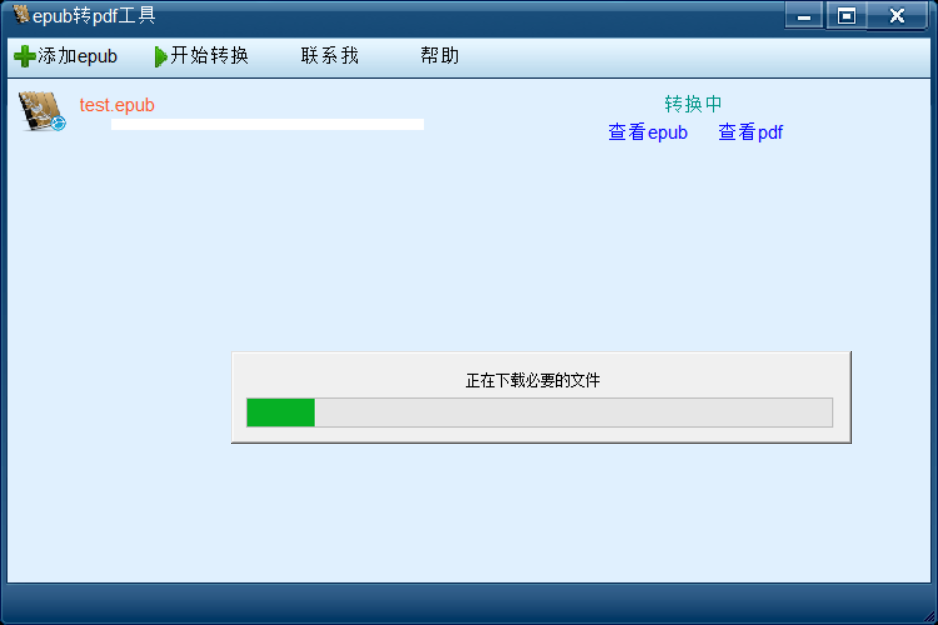 epub转pdf工具
添加epub 开始转换 联系我 帮助
test.epub 转换中
查看epub 查看pdf
正在下载必要的文件